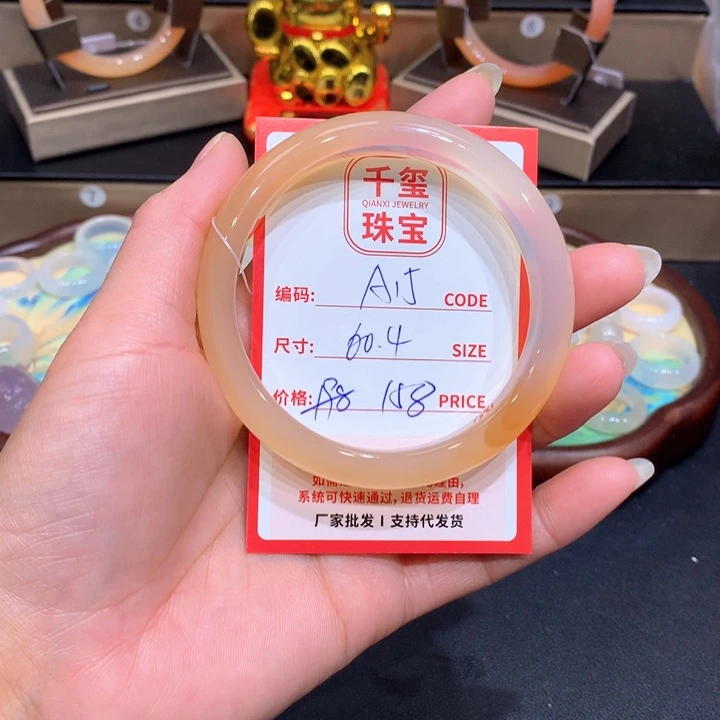 千玺
QIANXI JEWELRY
珠宝
编码: A15 CODE
尺寸: 60.4 SIZE
价格: 158 PRICE
系统可快速通过, 退货运费自理
厂家批发 I 支持代发货